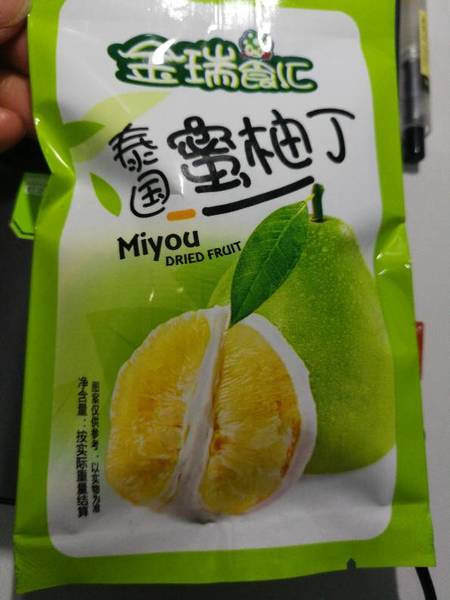 金瑞食汇
泰国蜜柚丁
Miyou
DRIED FRUIT
图案仅供参考，以实物为准
净含量：按实际重量结算